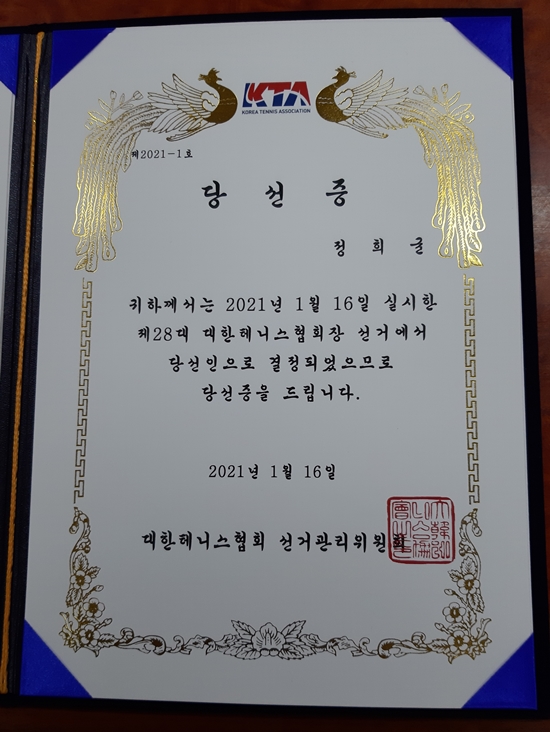 KTA
KOREA TENNIS ASSOCIATION
제2021-1호
당 선 증
정 희 균
귀하께서는 2021년 1월 16일 실시한
제28대 대한테니스협회장 선거에서
당선인으로 결정되었으므로
당선증을 드립니다.
2021년 1월 16일
대한테니스협회 선거관리위원회